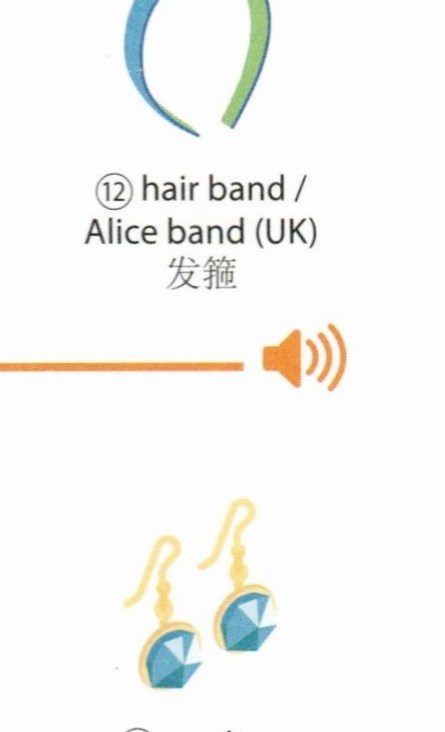 ⑫ hair band /
Alice band (UK)
发箍